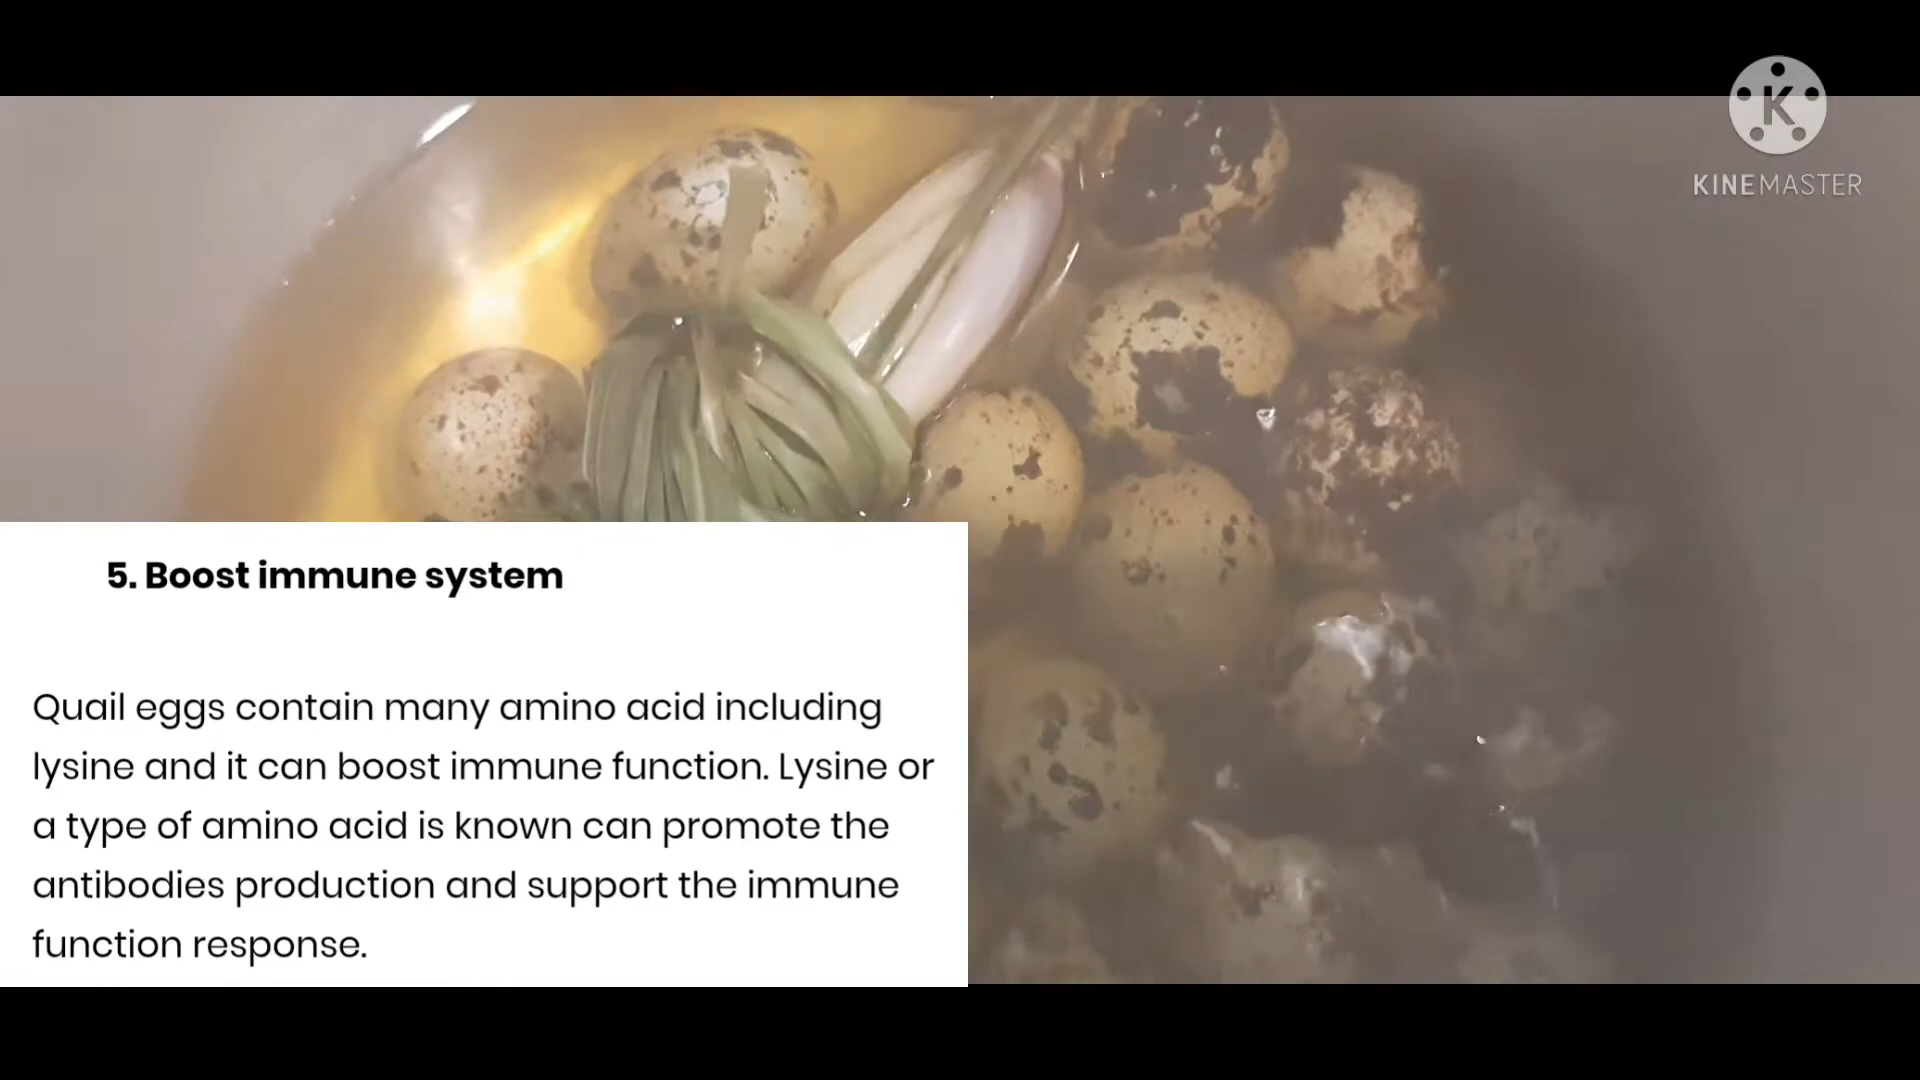 K
KINEMASTER
5. Boost immune system
Quail eggs contain many amino acid including
lysine and it can boost immune function. Lysine or
a type of amino acid is known can promote the
antibodies production and support the immune
function response.